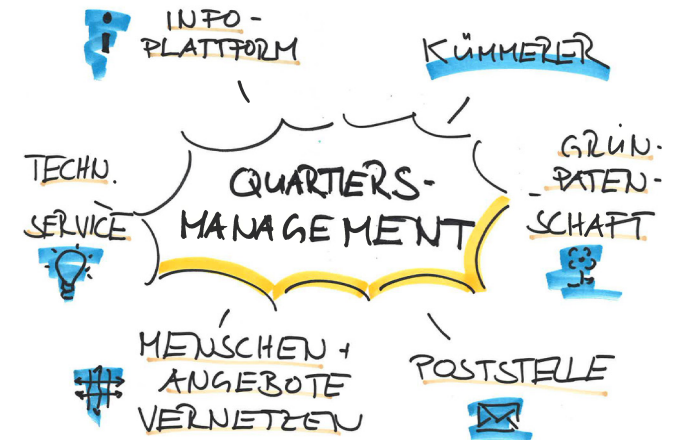 INFO-
PLATTFORM
KÜMMERER
TECHN.
SERVICE
QUARTIERS-
MANAGEMENT
GRÜN-
PATEN-
SCHAFT
MENSCHEN +
ANGEBOTE
VERNETZEN
POSTSTELLE